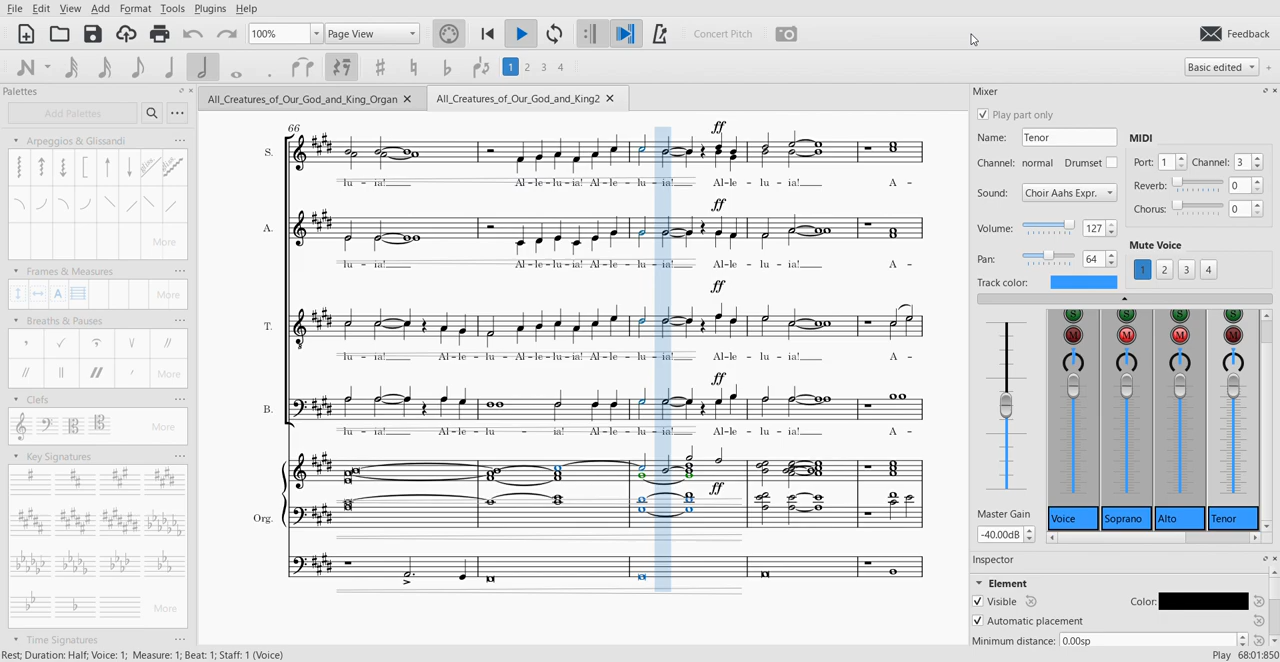 File Edit View Add Format Tools Plugins Help
100% Page View Concert Pitch Feedback
1 2 3 4 Basic edited
Palettes
Add Palettes
Arpeggios & Glissandi
More
Frames & Measures
A More
Breaths & Pauses
More
Clefs
More
Key Signatures
More
Time Signatures
All_Creatures_of_Our_God_and_King_Organ All_Creatures_of_Our_God_and_King2
66
ff
S.
lu - ia! Al-le-lu-ia! Al-le-lu-ia! Al-le - lu - ia! A -
ff
A.
lu - ia! Al-le-lu-ia! Al-le-lu-ia! Al-le - lu - ia! A -
ff
T.
lu - ia! Al-le-lu-ia! Al-le-lu-ia! Al-le - lu - ia! A -
ff
B.
lu - ia! Al-le-lu ia! Al-le-lu-ia! Al-le - lu - ia! A -
ff
Org.
Mixer
Play part only
Name: Tenor MIDI
Channel: normal Drumset Port: 1 Channel: 3
Sound: Choir Aahs Expr. Reverb: 0
Chorus: 0
Volume: 127 Mute Voice
Pan: 64 1 2 3 4
Track color:
S S S S
M M M M
Master Gain Voice Soprano Alto Tenor
-40.00dB
Inspector
Element
Visible Color:
Automatic placement
Minimum distance: 0.00sp
Rest; Duration: Half; Voice: 1; Measure: 1; Beat: 1; Staff: 1 (Voice) Play 68:01:850